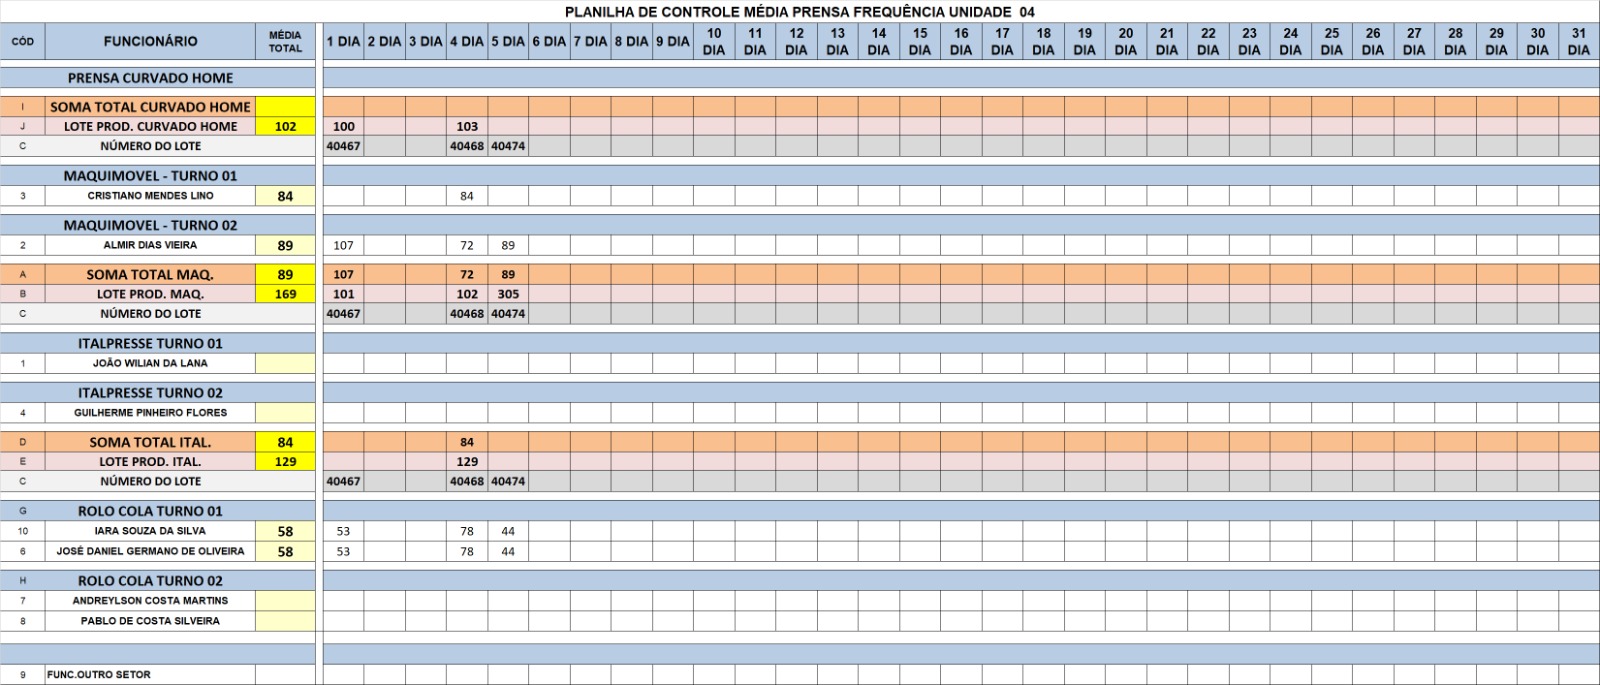 PLANILHA DE CONTROLE MÉDIA PRENSA FREQUÊNCIA UNIDADE  04
CÓD FUNCIONÁRIO MÉDIA TOTAL 1 DIA 2 DIA 3 DIA 4 DIA 5 DIA 6 DIA 7 DIA 8 DIA 9 DIA 10 DIA 11 DIA 12 DIA 13 DIA 14 DIA 15 DIA 16 DIA 17 DIA 18 DIA 19 DIA 20 DIA 21 DIA 22 DIA 23 DIA 24 DIA 25 DIA 26 DIA 27 DIA 28 DIA 29 DIA 30 DIA 31 DIA
PRENSA CURVADO HOME
I SOMA TOTAL CURVADO HOME
J LOTE PROD. CURVADO HOME 102 100 103
C NÚMERO DO LOTE 40467 40468 40474
MAQUIMOVEL - TURNO 01
3 CRISTIANO MENDES LINO 84 84
MAQUIMOVEL - TURNO 02
2 ALMIR DIAS VIEIRA 89 107 72 89
A SOMA TOTAL MAQ. 89 107 72 89
B LOTE PROD. MAQ. 169 101 102 305
C NÚMERO DO LOTE 40467 40468 40474
ITALPRESSE TURNO 01
1 JOÃO WILIAN DA LANA
ITALPRESSE TURNO 02
4 GUILHERME PINHEIRO FLORES
D SOMA TOTAL ITAL. 84 84
E LOTE PROD. ITAL. 129 129
C NÚMERO DO LOTE 40467 40468 40474
G ROLO COLA TURNO 01
10 IARA SOUZA DA SILVA 58 53 78 44
6 JOSÉ DANIEL GERMANO DE OLIVEIRA 58 53 78 44
H ROLO COLA TURNO 02
7 ANDREYLSON COSTA MARTINS
8 PABLO DE COSTA SILVEIRA
9 FUNC.OUTRO SETOR